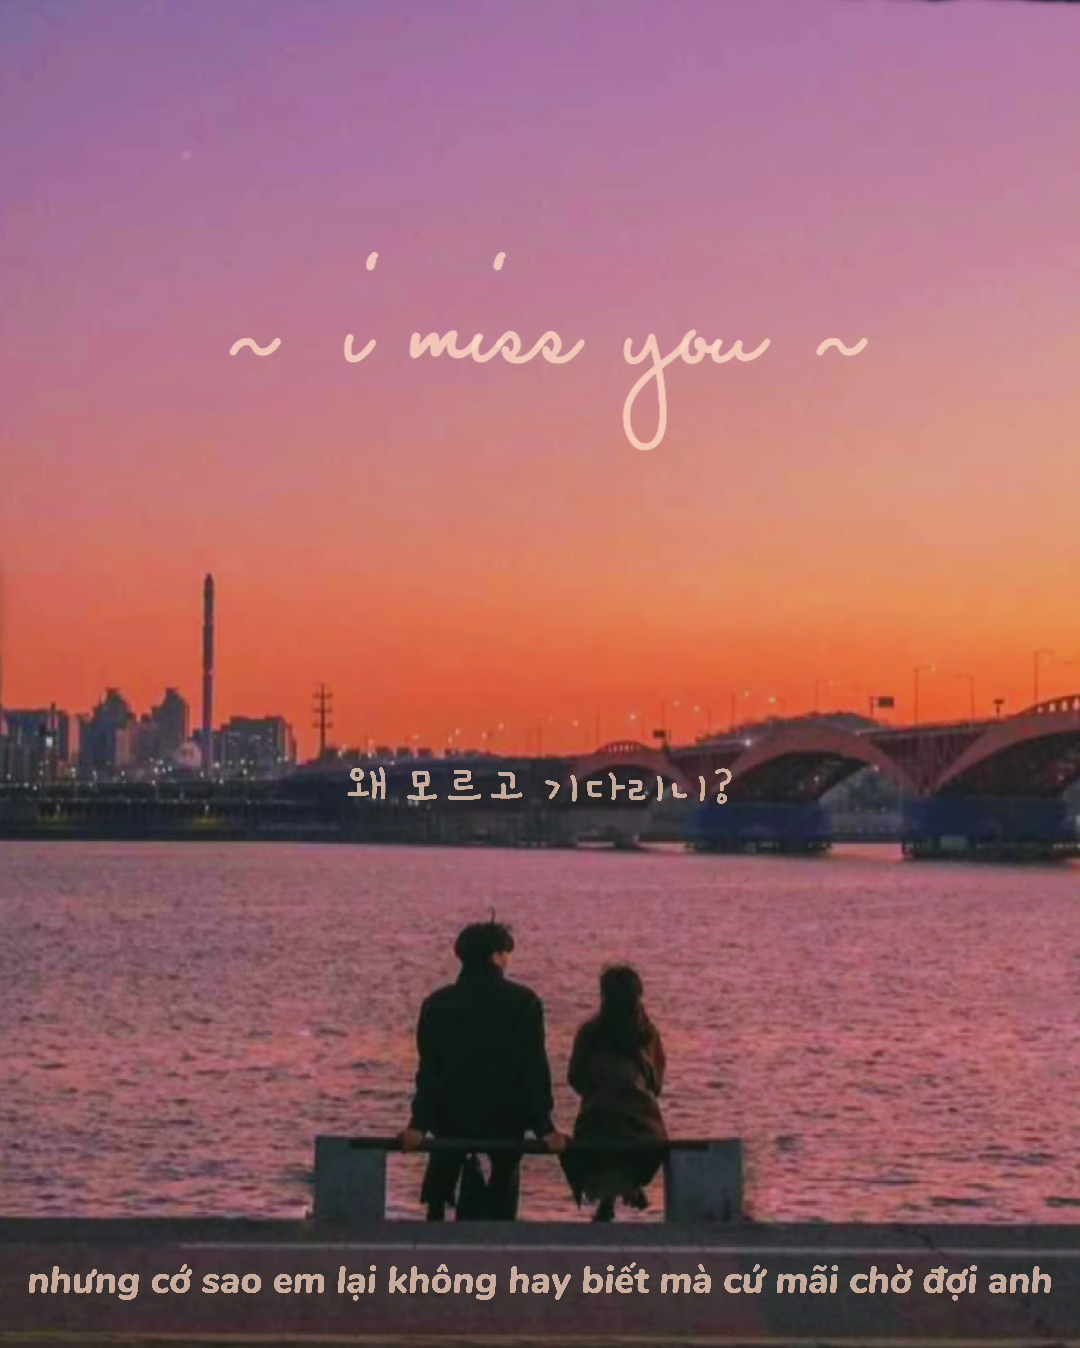 ~ i miss you ~
왜 모르고 기다리니?
nhưng cớ sao em lại không hay biết mà cứ mãi chờ đợi anh